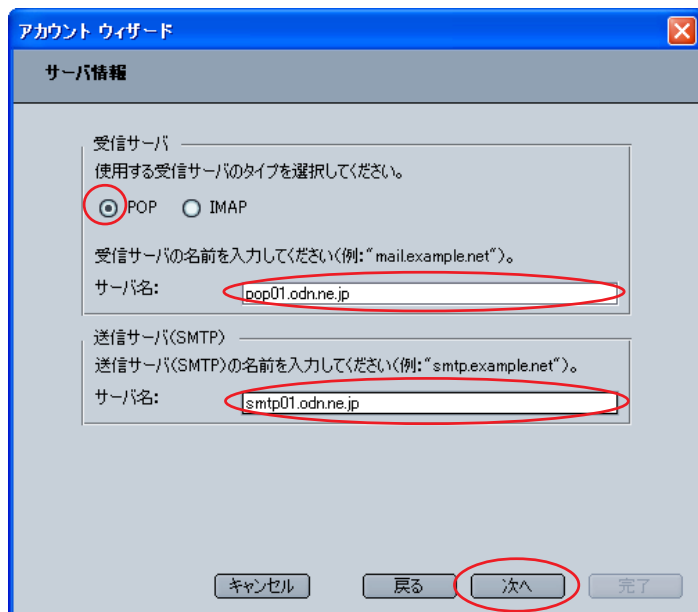 アカウント ウィザード
サーバ情報
受信サーバ
使用する受信サーバのタイプを選択してください。
POP IMAP
受信サーバの名前を入力してください(例:"mail.example.net")。
サーバ名: pop01.odn.ne.jp
送信サーバ(SMTP)
送信サーバ(SMTP)の名前を入力してください(例:"smtp.example.net")。
サーバ名: smtp01.odn.ne.jp
キャンセル 戻る 次へ 完了